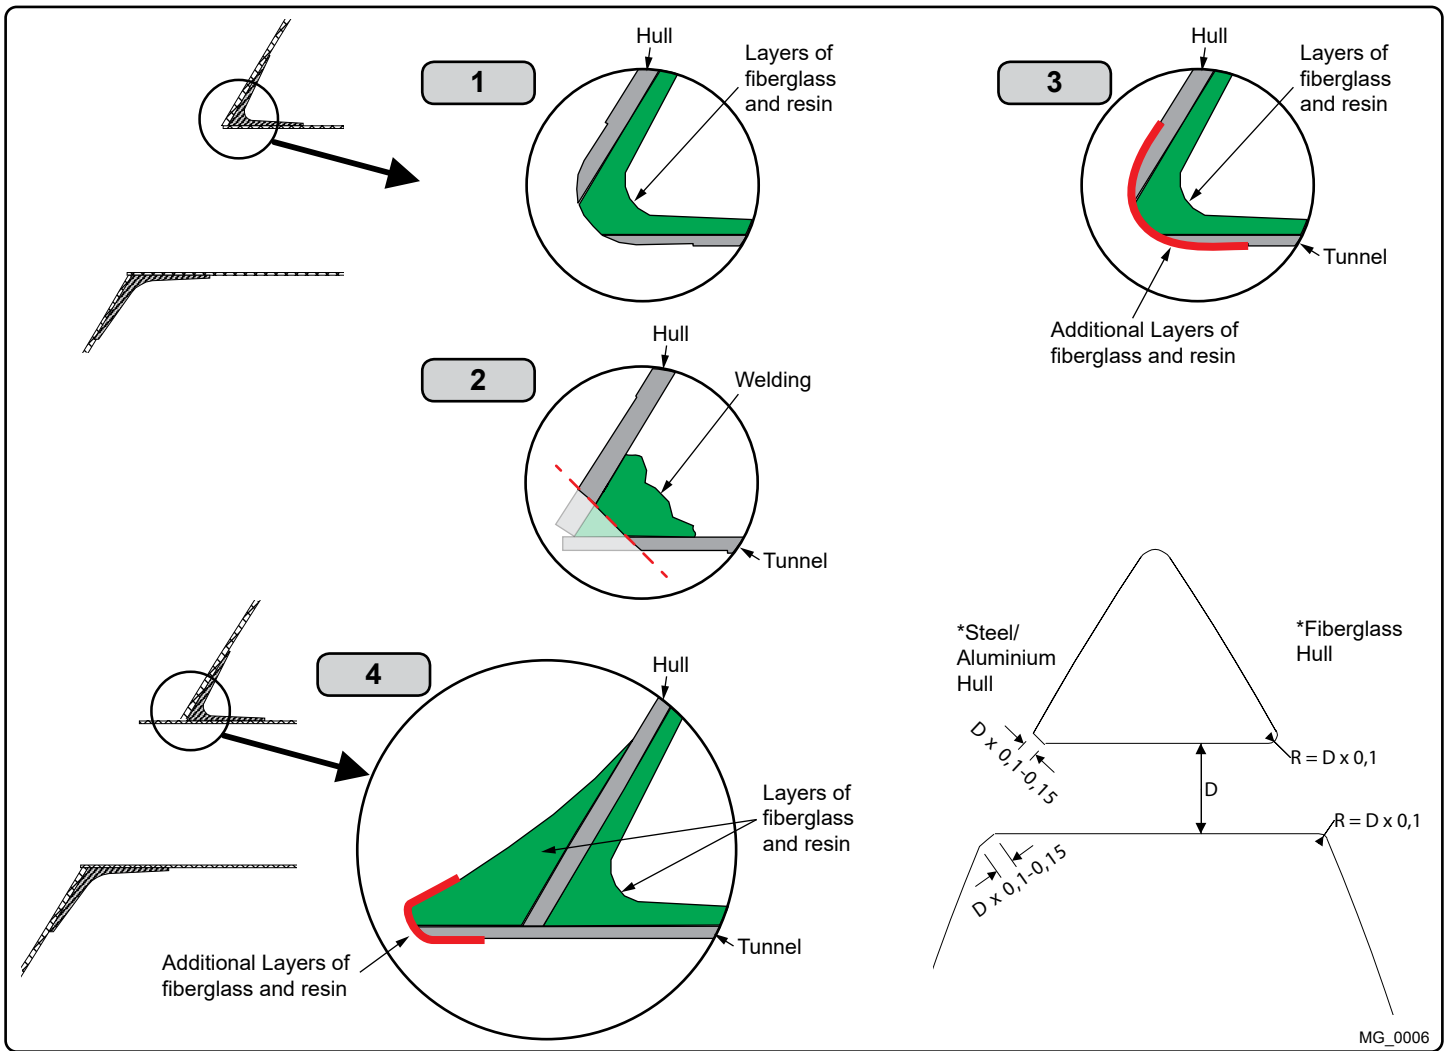 1
Hull
Layers of
fiberglass
and resin
3
Hull
Layers of
fiberglass
and resin
Tunnel
Additional Layers of
fiberglass and resin
2
Hull
Welding
Tunnel
4
Hull
Layers of
fiberglass
and resin
Tunnel
Additional Layers of
fiberglass and resin
*Steel/
Aluminium
Hull
*Fiberglass
Hull
D x 0,1-0,15
R = D x 0,1
D
R = D x 0,1
D x 0,1-0,15
MG_0006